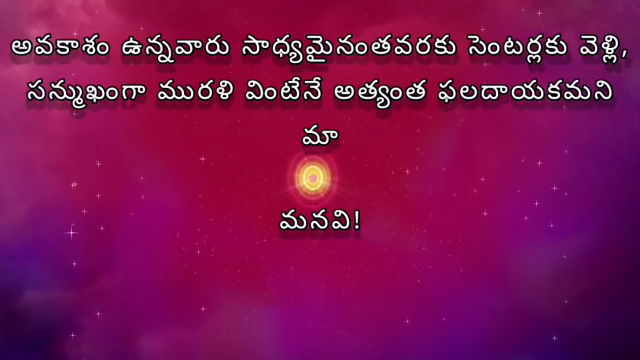 అవకాశం ఉన్నవారు సాధ్యమైనంతవరకు సెంటర్లకు వెళ్లి,
సన్ముఖంగా మురళి వింటేనే అత్యంత ఫలదాయకమని
మా
మనవి!